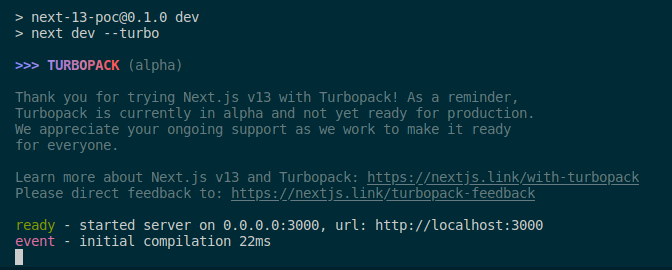 > next-13-poc@0.1.0 dev
> next dev --turbo
>>> TURBOPACK (alpha)
Thank you for trying Next.js v13 with Turbopack! As a reminder,
Turbopack is currently in alpha and not yet ready for production.
We appreciate your ongoing support as we work to make it ready
for everyone.
Learn more about Next.js v13 and Turbopack: https://nextjs.link/with-turbopack
Please direct feedback to: https://nextjs.link/turbopack-feedback
ready - started server on 0.0.0.0:3000, url: http://localhost:3000
event - initial compilation 22ms